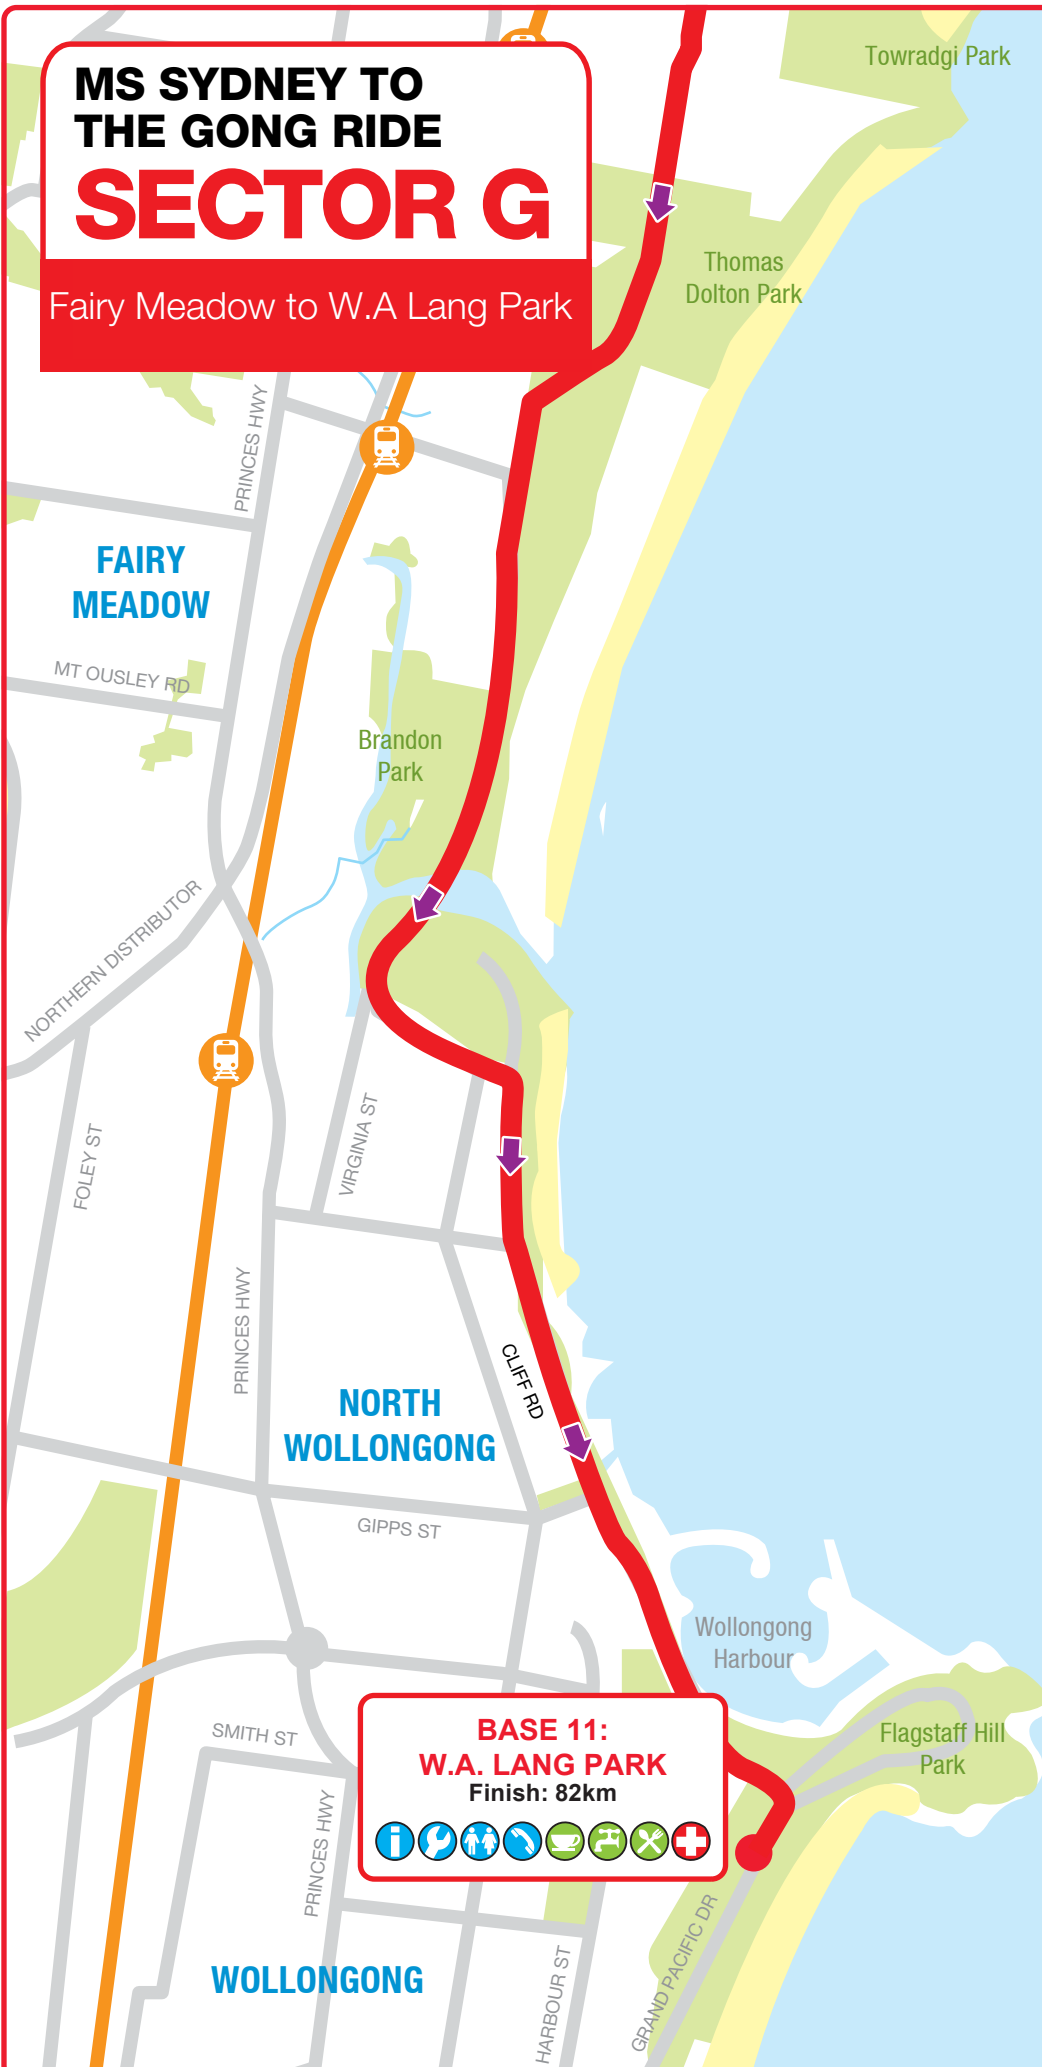 MS SYDNEY TO
THE GONG RIDE
SECTOR G
Fairy Meadow to W.A Lang Park
Towradgi Park
Thomas
Dolton Park
PRINCES HWY
FAIRY
MEADOW
MT OUSLEY RD
Brandon
Park
NORTHERN DISTRIBUTOR
FOLEY ST
VIRGINIA ST
PRINCES HWY
CLIFF RD
NORTH
WOLLONGONG
GIPPS ST
Wollongong
Harbour
SMITH ST
BASE 11:
W.A. LANG PARK
Finish: 82km
Flagstaff Hill
Park
PRINCES HWY
GRAND PACIFIC DR
HARBOUR ST
WOLLONGONG